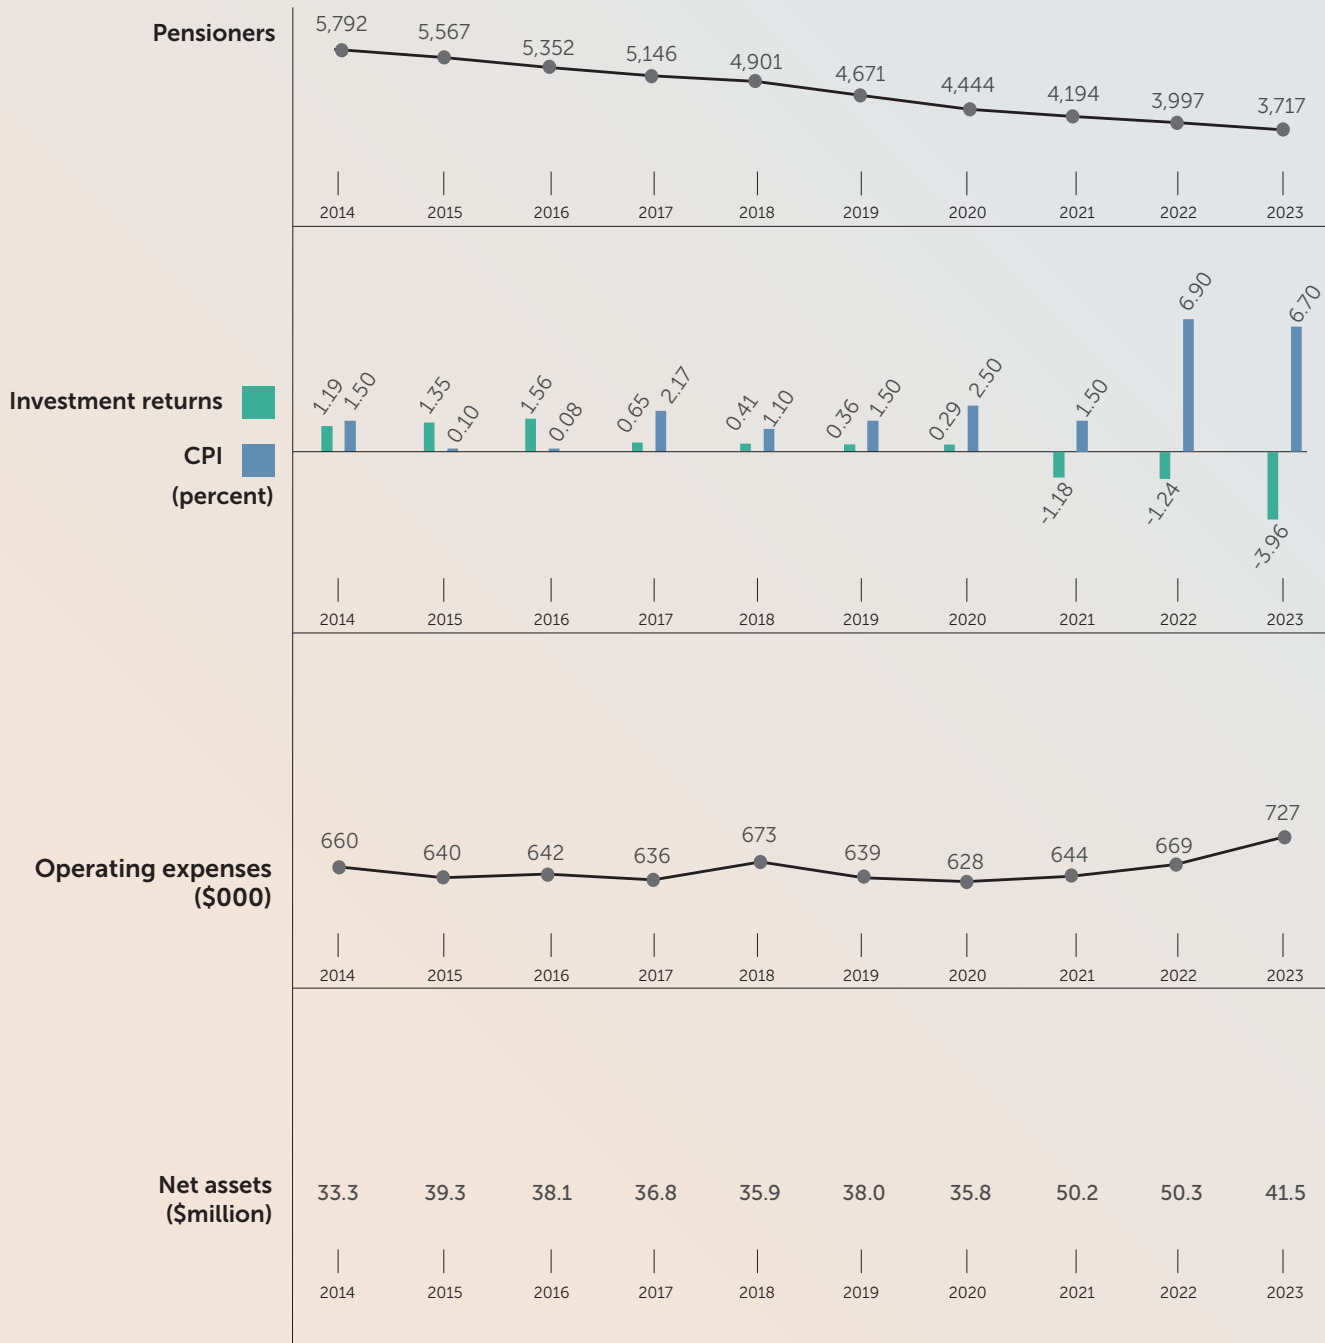 Pensioners
5,792 5,567 5,352 5,146 4,901 4,671 4,444 4,194 3,997 3,717
2014 2015 2016 2017 2018 2019 2020 2021 2022 2023
Investment returns
CPI
(percent)
1.19 1.50 1.35 0.10 1.56 0.08 0.65 2.17 0.41 1.10 0.36 1.50 0.29 2.50 -1.18 1.50 -1.24 6.90 -3.96 6.70
2014 2015 2016 2017 2018 2019 2020 2021 2022 2023
Operating expenses
($000)
660 640 642 636 673 639 628 644 669 727
2014 2015 2016 2017 2018 2019 2020 2021 2022 2023
Net assets
($million)
33.3 39.3 38.1 36.8 35.9 38.0 35.8 50.2 50.3 41.5
2014 2015 2016 2017 2018 2019 2020 2021 2022 2023